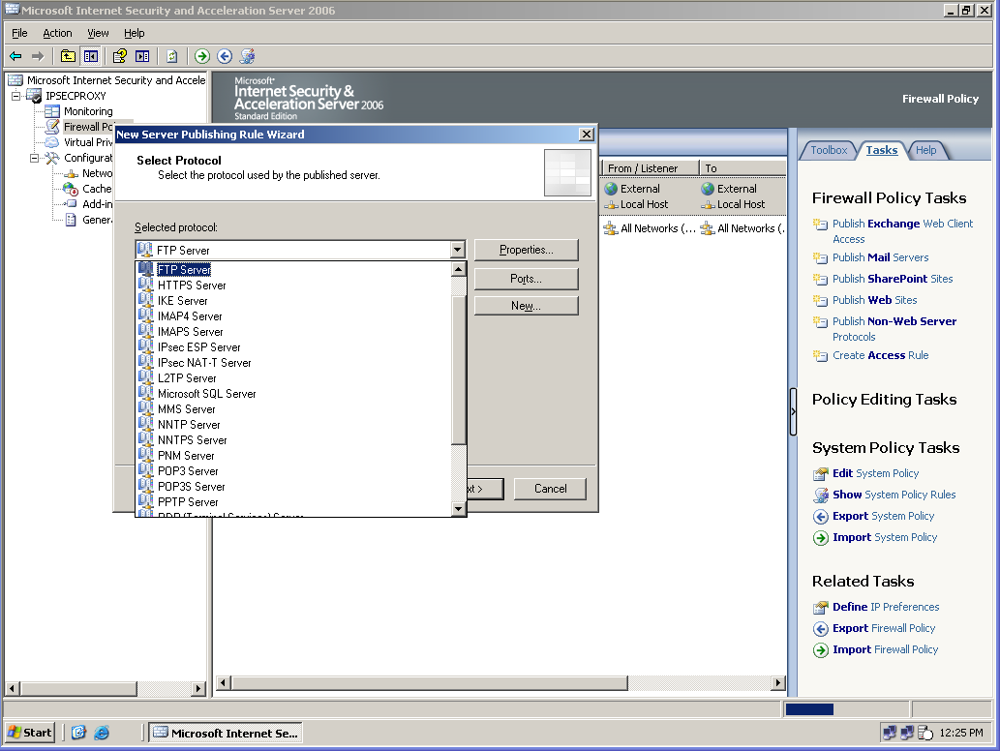 Microsoft Internet Security and Acceleration Server 2006
File Action View Help
Microsoft Internet Security and Accele
IPSECPROXY
Monitoring
Firewall Po
Virtual Priv
Configurat
Netwo
Cache
Add-in
Gener
Microsoft
Internet Security &
Acceleration Server 2006
Standard Edition
Firewall Policy
New Server Publishing Rule Wizard
Select Protocol
Select the protocol used by the published server.
Selected protocol:
FTP Server
Properties...
Ports...
New...
FTP Server
HTTPS Server
IKE Server
IMAP4 Server
IMAPS Server
IPsec ESP Server
IPsec NAT-T Server
L2TP Server
Microsoft SQL Server
MMS Server
NNTP Server
NNTPS Server
PNM Server
POP3 Server
POP3S Server
PPTP Server
RDP (Terminal Services) Server
xt >
Cancel
From / Listener To
External External
Local Host Local Host
All Networks (... All Networks (.
Toolbox Tasks Help
Firewall Policy Tasks
Publish Exchange Web Client
Access
Publish Mail Servers
Publish SharePoint Sites
Publish Web Sites
Publish Non-Web Server
Protocols
Create Access Rule
Policy Editing Tasks
System Policy Tasks
Edit System Policy
Show System Policy Rules
Export System Policy
Import System Policy
Related Tasks
Define IP Preferences
Export Firewall Policy
Import Firewall Policy
Start
Microsoft Internet Se...
12:25 PM